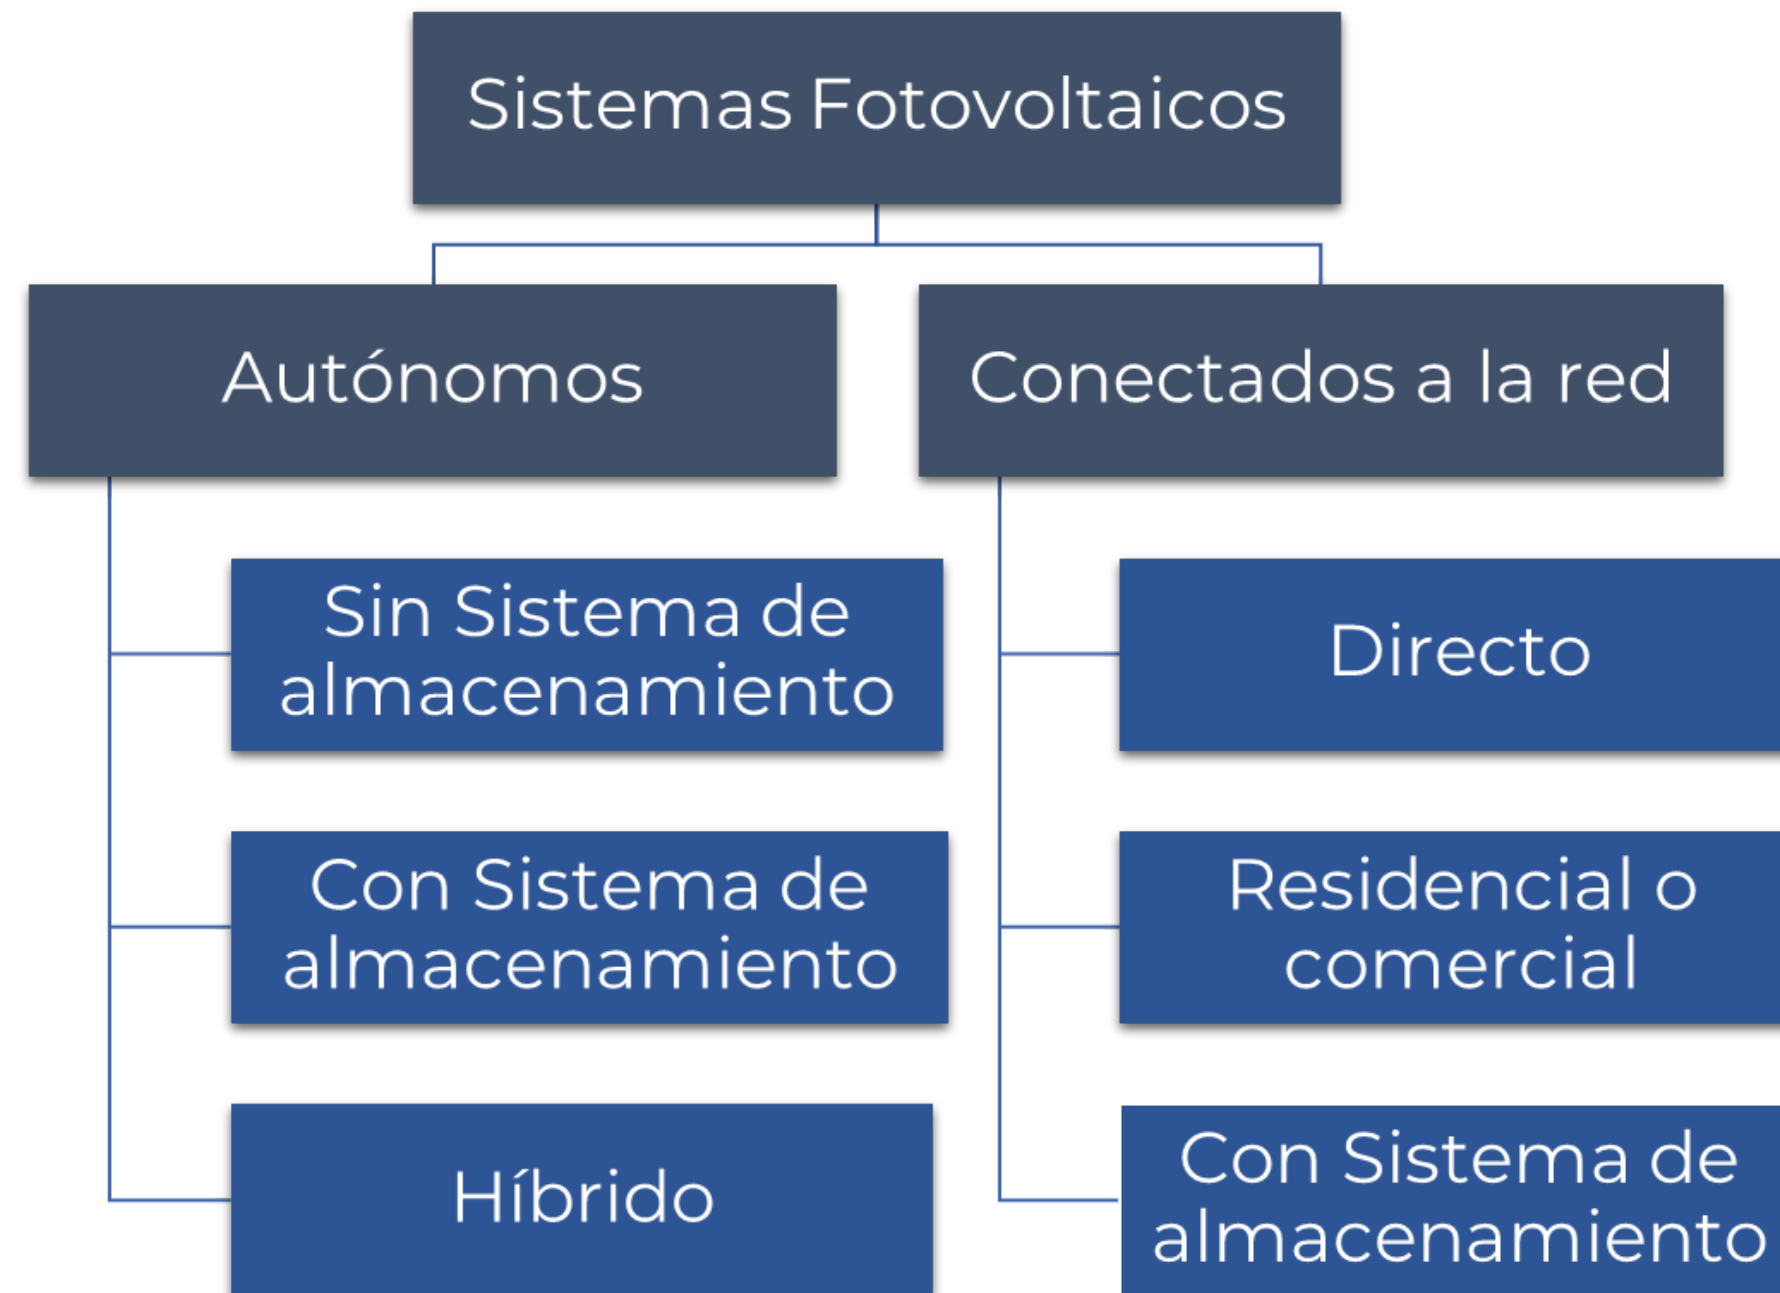 Sistemas Fotovoltaicos
Autónomos
Conectados a la red
Sin Sistema de
almacenamiento
Directo
Con Sistema de
almacenamiento
Residencial o
comercial
Híbrido
Con Sistema de
almacenamiento